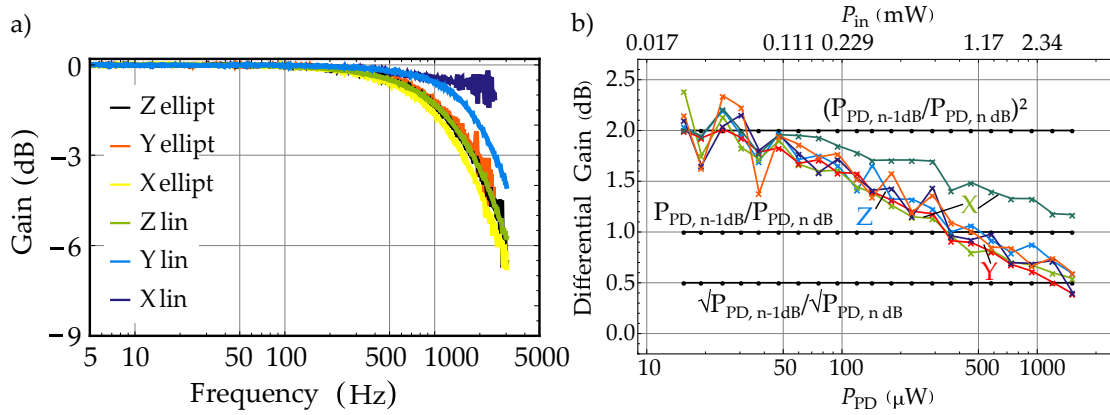 a)
Gain (dB)
0
−3
−6
−9
Z ellipt
Y ellipt
X ellipt
Z lin
Y lin
X lin
5 10 50 100 500 1000 5000
Frequency (Hz)
b)
P_in (mW)
0.017 0.111 0.229 1.17 2.34
Differential Gain (dB)
2.5
2.0
1.5
1.0
0.5
0.0
(P_PD, n-1dB/P_PD, n dB)²
P_PD, n-1dB/P_PD, n dB
√P_PD, n-1dB/√P_PD, n dB
Z
X
Y
10 50 100 500 1000
P_PD (μW)